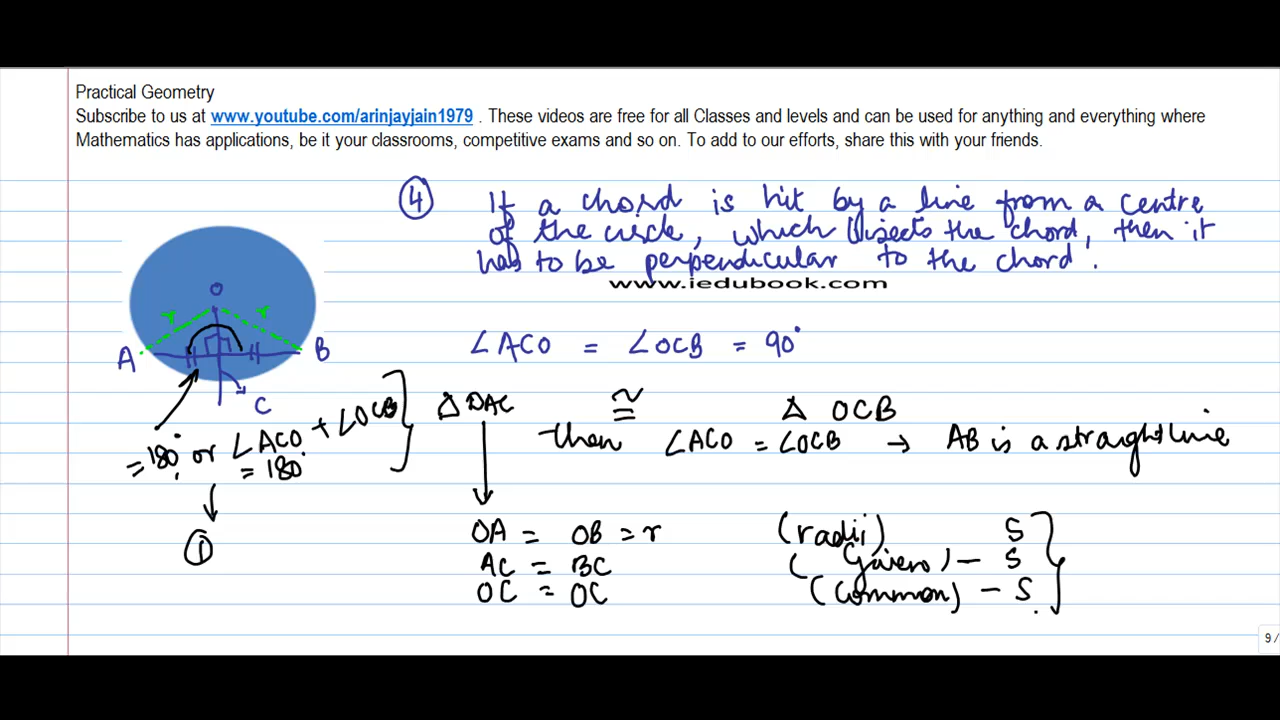 Practical Geometry
Subscribe to us at www.youtube.com/arinjayjain1979 . These videos are free for all Classes and levels and can be used for anything and everything where
Mathematics has applications, be it your classrooms, competitive exams and so on. To add to our efforts, share this with your friends.
④ If a chord is hit by a line from a centre
of the circle, which bisects the chord, then it
has to be perpendicular to the chord.
www.iedubook.com
O
r r
A B
C
∠ACO = ∠OCB = 90°
△ OAC ≅ △ OCB
then ∠ACO = ∠OCB → AB is a straight line
= 180° or ∠ACO + ∠OCB
= 180°
①
OA = OB = r (radii) S
AC = BC (Given) – S
OC = OC (Common) – S
9 /